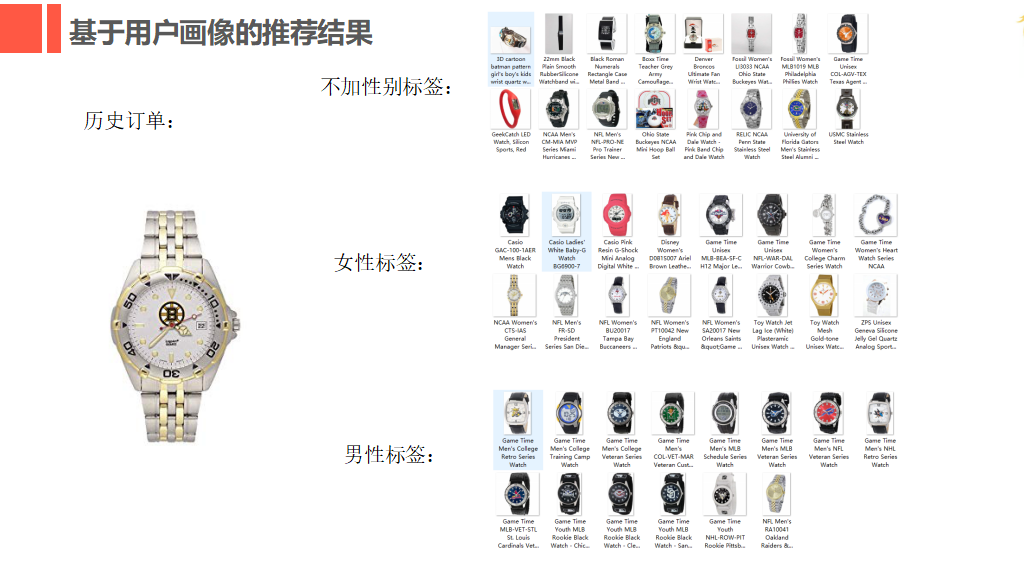 基于用户画像的推荐结果
不加性别标签：
历史订单：
女性标签：
男性标签：
3D cartoon
batman pattern
girl's boy's kids
wrist quartz w...
22mm Black
Plain Smooth
RubberSilicone
Watchband wi...
Black Roman
Numerals
Rectangle Case
Metal Band ...
Boxx Time
Teacher Grey
Army
Camouflage...
Denver
Broncos
Ultimate Fan
Wrist Watc...
Fossil Women's
LI3033 NCAA
Ohio State
Buckeyes Wat...
Fossil Women's
MLB1019 MLB
Philadelphia
Phillies Watch
Game Time
Unisex
COL-AGV-TEX
Texas Agent ...
GeekCatch LED
Watch, Silicon
Sports, Red
NCAA Men's
CM-MIA MVP
Series Miami
Hurricanes ...
NFL Men's
NFL-PRO-NE
Pro Trainer
Series New ...
Ohio State
Buckeyes NCAA
Mini Hoop Ball
Set
Pink Chip and
Dale Watch -
Pink Band Chip
and Dale Watch
RELIC NCAA
Penn State
Stainless Steel
Watch
University of
Florida Gators
Men's Stainless
Steel Alumni ...
USMC Stainless
Steel Watch
Casio
GAC-100-1AER
Mens Black
Watch
Casio Ladies'
White Baby-G
Watch
BG6900-7
Casio Pink
Resin G-Shock
Mini Analog
Digital White ...
Disney
Women's
D081S007 Ariel
Brown Leathe...
Game Time
Unisex
MLB-BEA-SF-C
H12 Major Le...
Game Time
Unisex
NFL-WAR-DAL
Warrior Cowb...
Game Time
Women's
College Charm
Series Watch
Game Time
Women's Heart
Watch Series
NCAA
NCAA Women's
CTS-IAS
General
Manager Seri...
NFL Men's
FR-SD
President
Series San Die...
NFL Women's
BU20017
Tampa Bay
Buccaneers ...
NFL Women's
PT10042 New
England
Patriots &qu...
NFL Women's
SA20017 New
Orleans Saints
&quot;Game ...
Toy Watch Jet
Lag Ice (White)
Plasteramic
Unisex Watch ...
Toy Watch
Mesh
Gold-tone
Unisex Watc...
ZPS Unisex
Geneva Silicone
Jelly Gel Quartz
Analog Sport...
Game Time
Men's College
Retro Series
Watch
Game Time
Men's College
Training Camp
Watch
Game Time
Men's College
Veteran Series
Watch
Game Time
Men's
COL-VET-MAR
Veteran Cust...
Game Time
Men's MLB
Schedule Series
Watch
Game Time
Men's MLB
Veteran Series
Watch
Game Time
Men's NFL
Veteran Series
Watch
Game Time
Men's NHL
Retro Series
Watch
Game Time
MLB-VET-STL
St. Louis
Cardinals Vet...
Game Time
Youth MLB
Rookie Black
Watch - Chic...
Game Time
Youth MLB
Rookie Black
Watch - Cle...
Game Time
Youth MLB
Rookie Black
Watch - San...
Game Time
Youth
NHL-ROW-PIT
Rookie Pittsb...
NFL Men's
RA10041
Oakland
Raiders &...